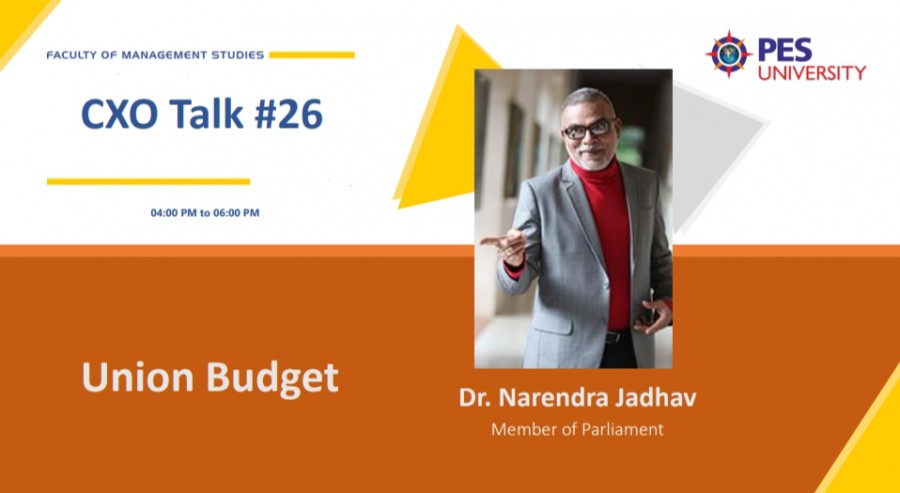 FACULTY OF MANAGEMENT STUDIES
PES
UNIVERSITY
CXO Talk #26
04:00 PM to 06:00 PM
Union Budget
Dr. Narendra Jadhav
Member of Parliament